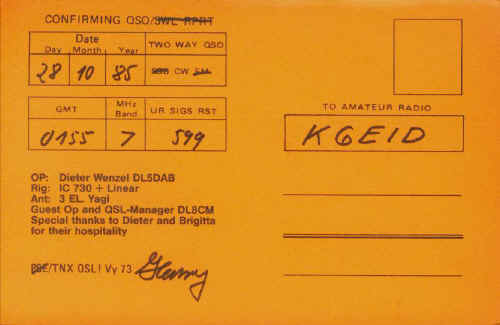 CONFIRMING QSO/SWL RPRT
Date
Day Month Year TWO WAY QSO
28 10 85 SSB CW FM
GMT MHz Band UR SIGS RST
0155 7 599
TO AMATEUR RADIO
K6EID
OP: Dieter Wenzel DL5DAB
Rig: IC 730 + Linear
Ant: 3 EL. Yagi
Guest Op and QSL-Manager DL8CM
Special thanks to Dieter and Brigitta
for their hospitality
PSE/TNX QSL! Vy 73